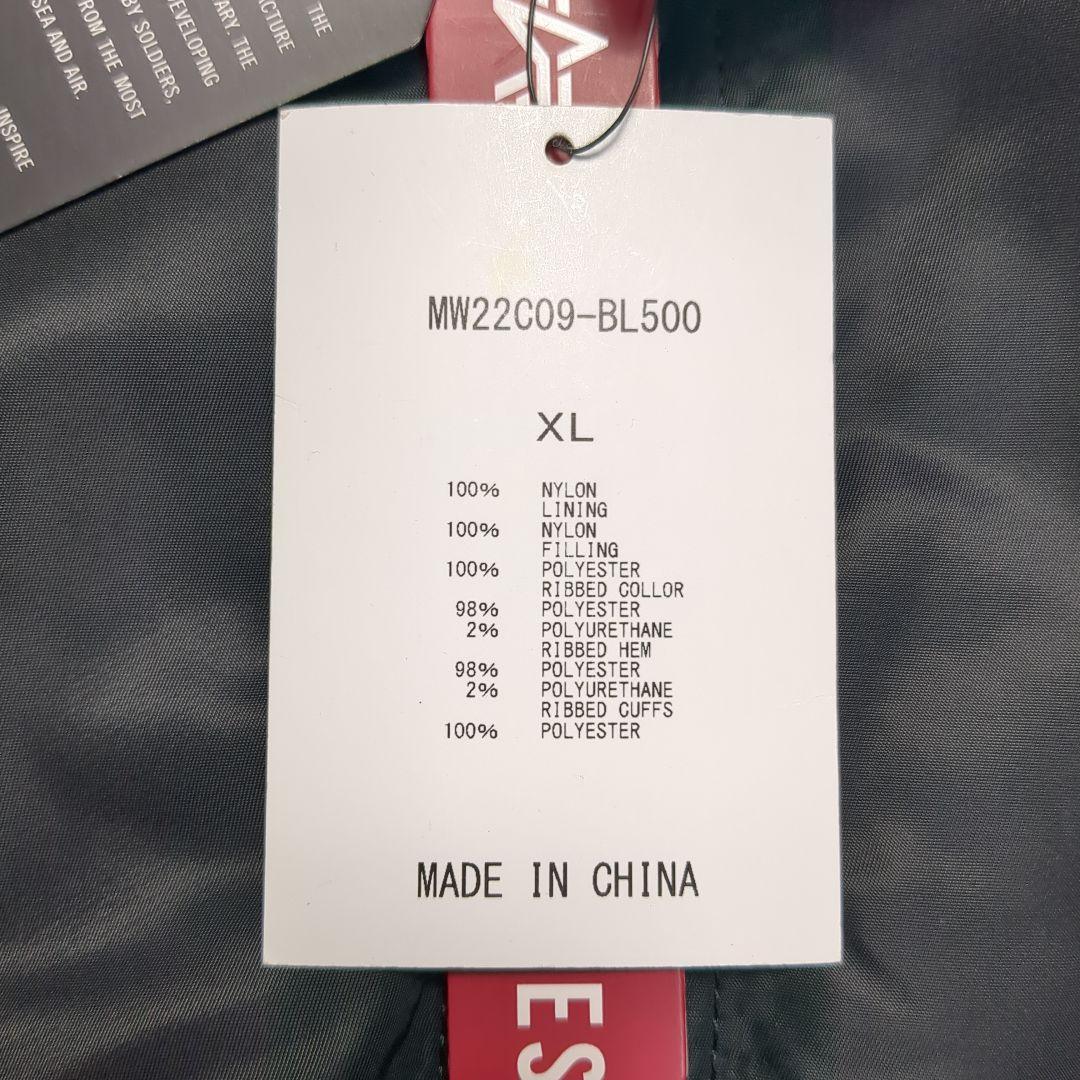 THE
CTURE
ARY. THE
DEVELOPING
BY SOLDIERS,
FROM THE MOST
SEA AND AIR.
INSPIRE
MW22C09-BL500
XL
100% NYLON
LINING
100% NYLON
FILLING
100% POLYESTER
RIBBED COLLOR
98% POLYESTER
2% POLYURETHANE
RIBBED HEM
98% POLYESTER
2% POLYURETHANE
RIBBED CUFFS
100% POLYESTER
MADE IN CHINA
ES